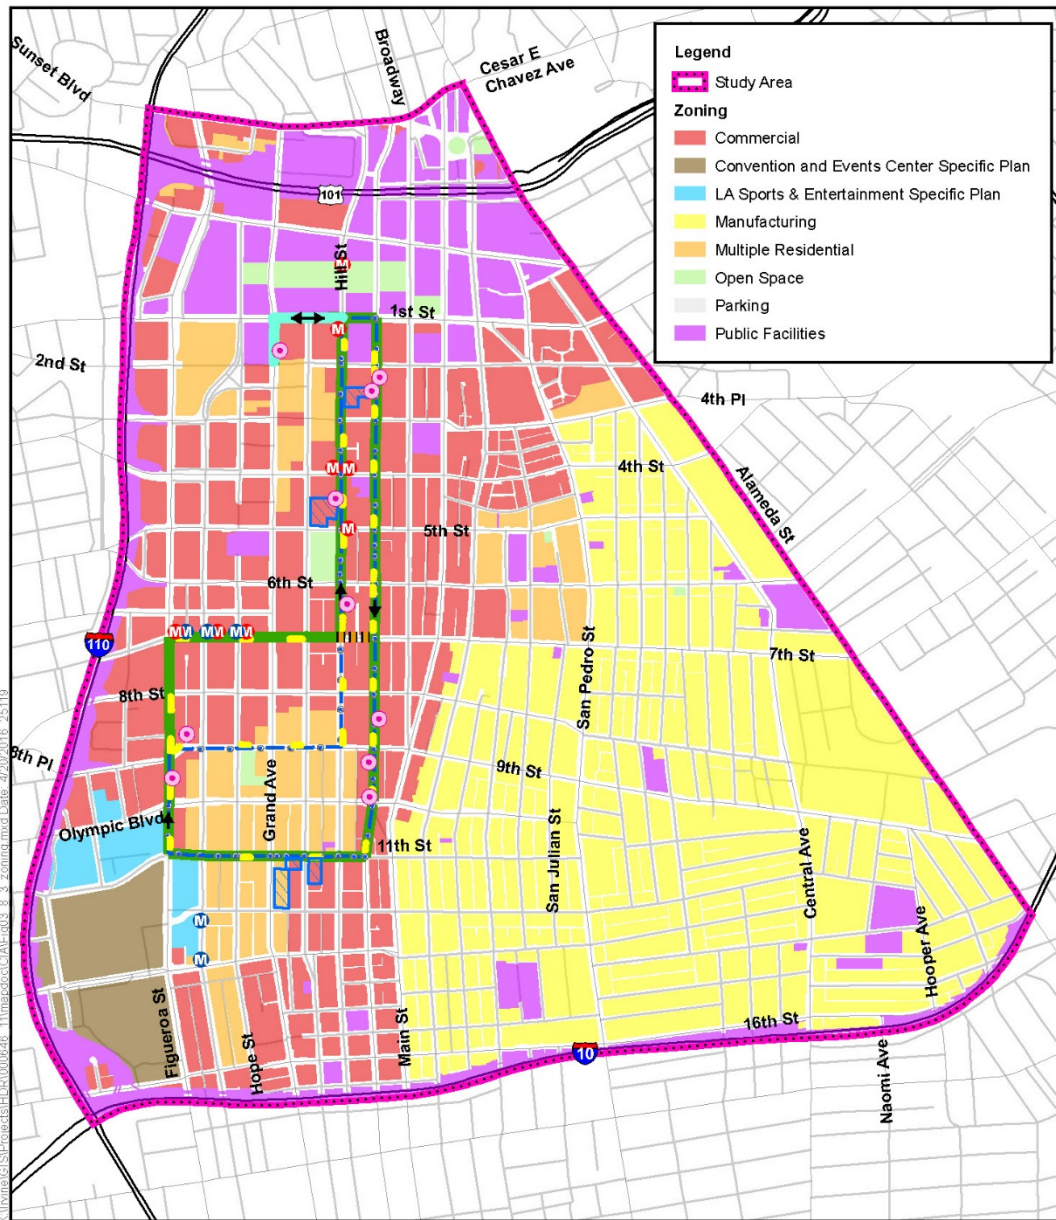 Sunset Blvd
Broadway
Cesar E
Chavez Ave
Legend
Study Area
Zoning
Commercial
Convention and Events Center Specific Plan
LA Sports & Entertainment Specific Plan
Manufacturing
Multiple Residential
Open Space
Parking
Public Facilities
101
Hill St
M
1st St
M
2nd St
4th Pl
4th St
M M
Alameda St
5th St
M
6th St
110
M M M M M M
7th St
San Pedro St
8th St
8th Pl
9th St
Grand Ave
Olympic Blvd
11th St
San Julian St
Central Ave
Hooper Ave
M
M
Figueroa St
Hope St
Main St
16th St
10
Naomi Ave